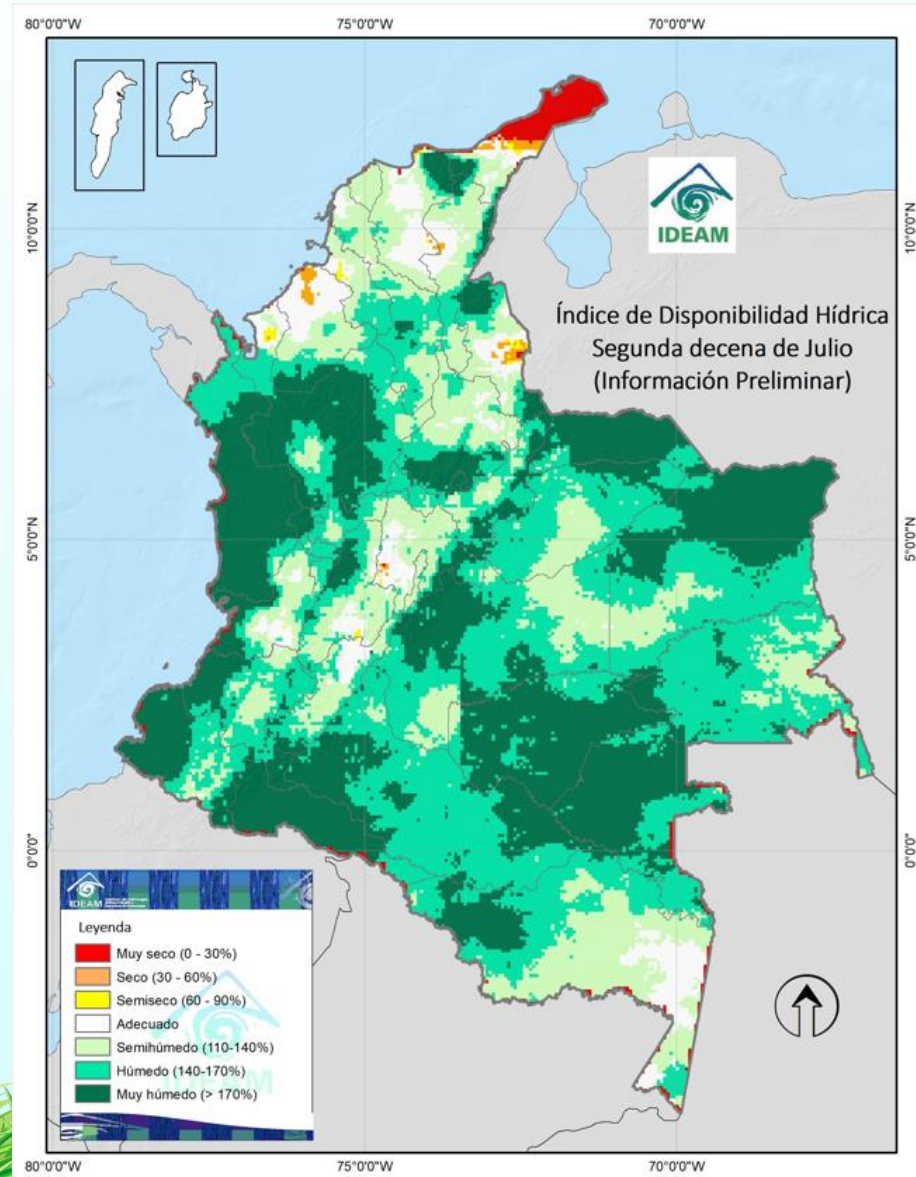 80°0'0"W
75°0'0"W
70°0'0"W
10°0'0"N
5°0'0"N
0°0'0"
10°0'0"N
5°0'0"N
0°0'0"
IDEAM
Índice de Disponibilidad Hídrica
Segunda decena de Julio
(Información Preliminar)
IDEAM
Leyenda
Muy seco (0 - 30%)
Seco (30 - 60%)
Semiseco (60 - 90%)
Adecuado
Semihúmedo (110-140%)
Húmedo (140-170%)
Muy húmedo (> 170%)
IDEAM
80°0'0"W
75°0'0"W
70°0'0"W